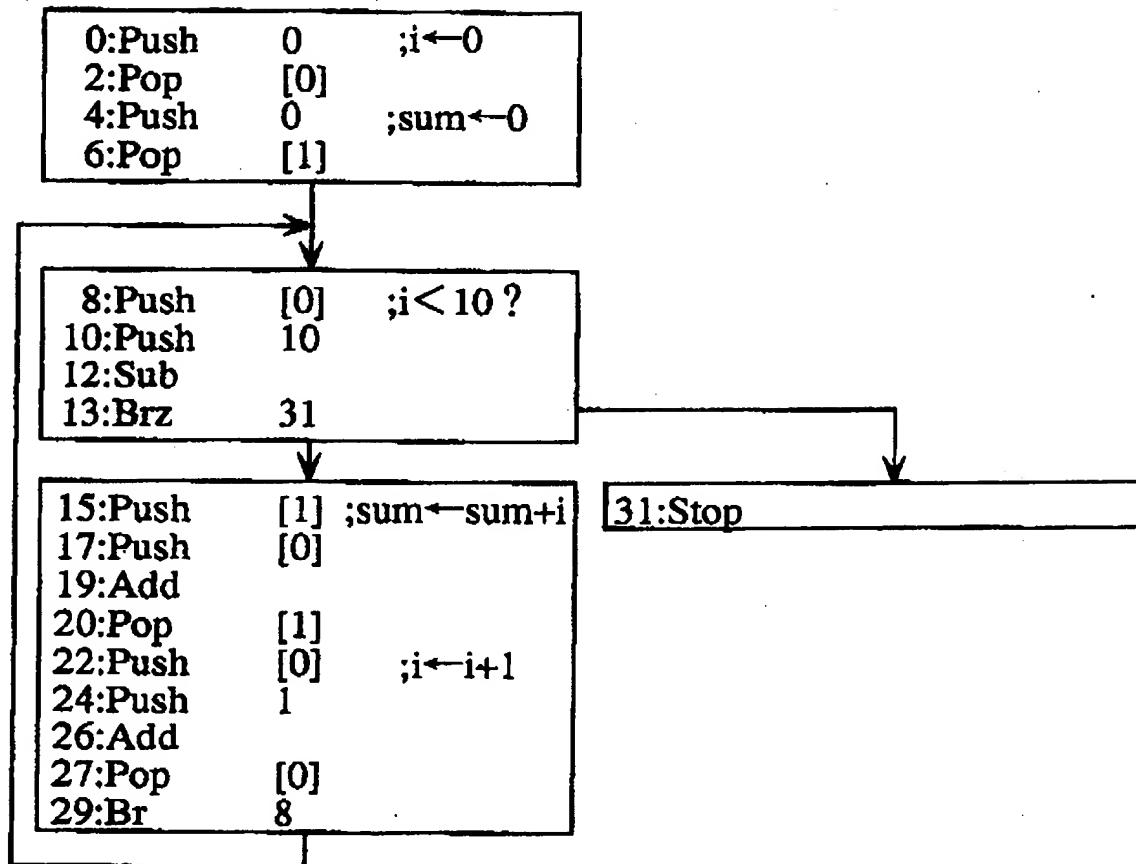 0:Push 0 ;i←0
2:Pop [0]
4:Push 0 ;sum←0
6:Pop [1]
8:Push [0] ;i<10 ?
10:Push 10
12:Sub
13:Brz 31
15:Push [1] ;sum←sum+i
17:Push [0]
19:Add
20:Pop [1]
22:Push [0] ;i←i+1
24:Push 1
26:Add
27:Pop [0]
29:Br 8
31:Stop